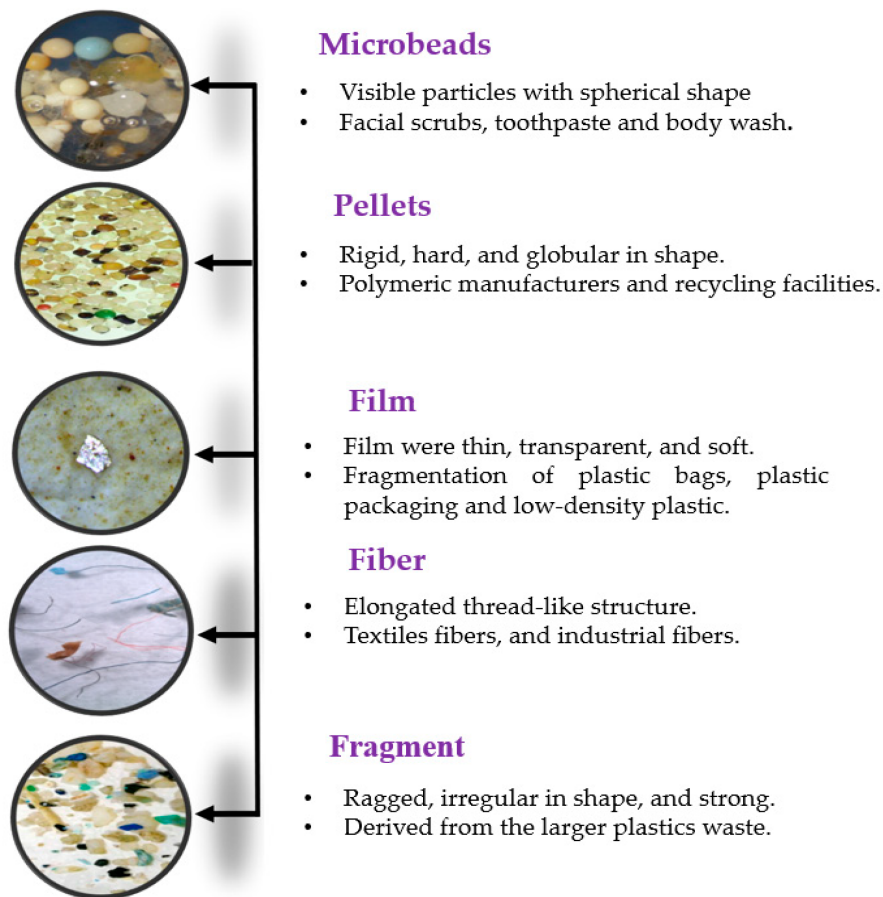 Microbeads
• Visible particles with spherical shape
• Facial scrubs, toothpaste and body wash.
Pellets
• Rigid, hard, and globular in shape.
• Polymeric manufacturers and recycling facilities.
Film
• Film were thin, transparent, and soft.
• Fragmentation of plastic bags, plastic
packaging and low-density plastic.
Fiber
• Elongated thread-like structure.
• Textiles fibers, and industrial fibers.
Fragment
• Ragged, irregular in shape, and strong.
• Derived from the larger plastics waste.